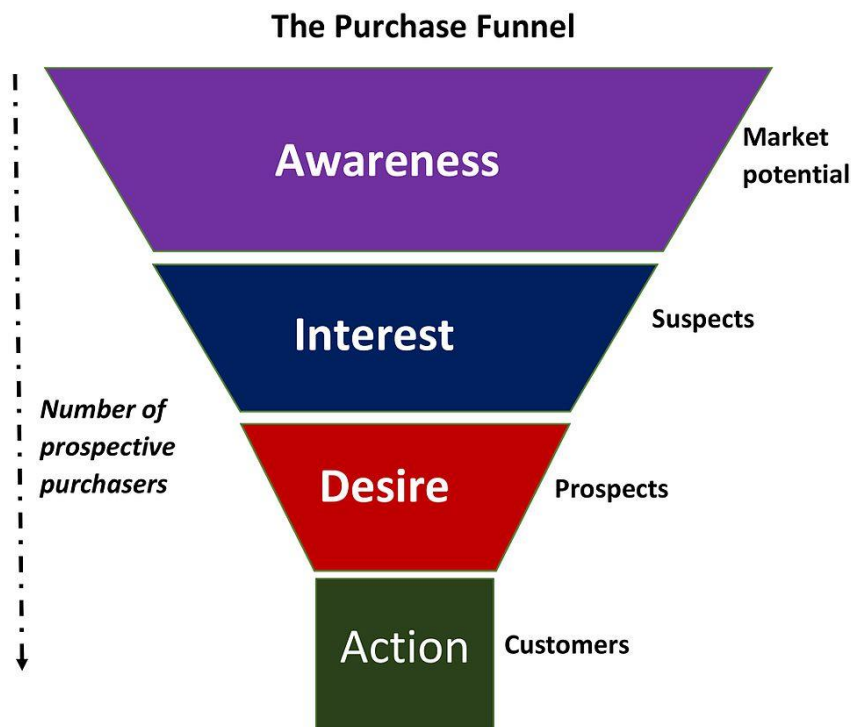 The Purchase Funnel
Awareness
Market
potential
Interest
Suspects
Number of
prospective
purchasers
Desire
Prospects
Action
Customers